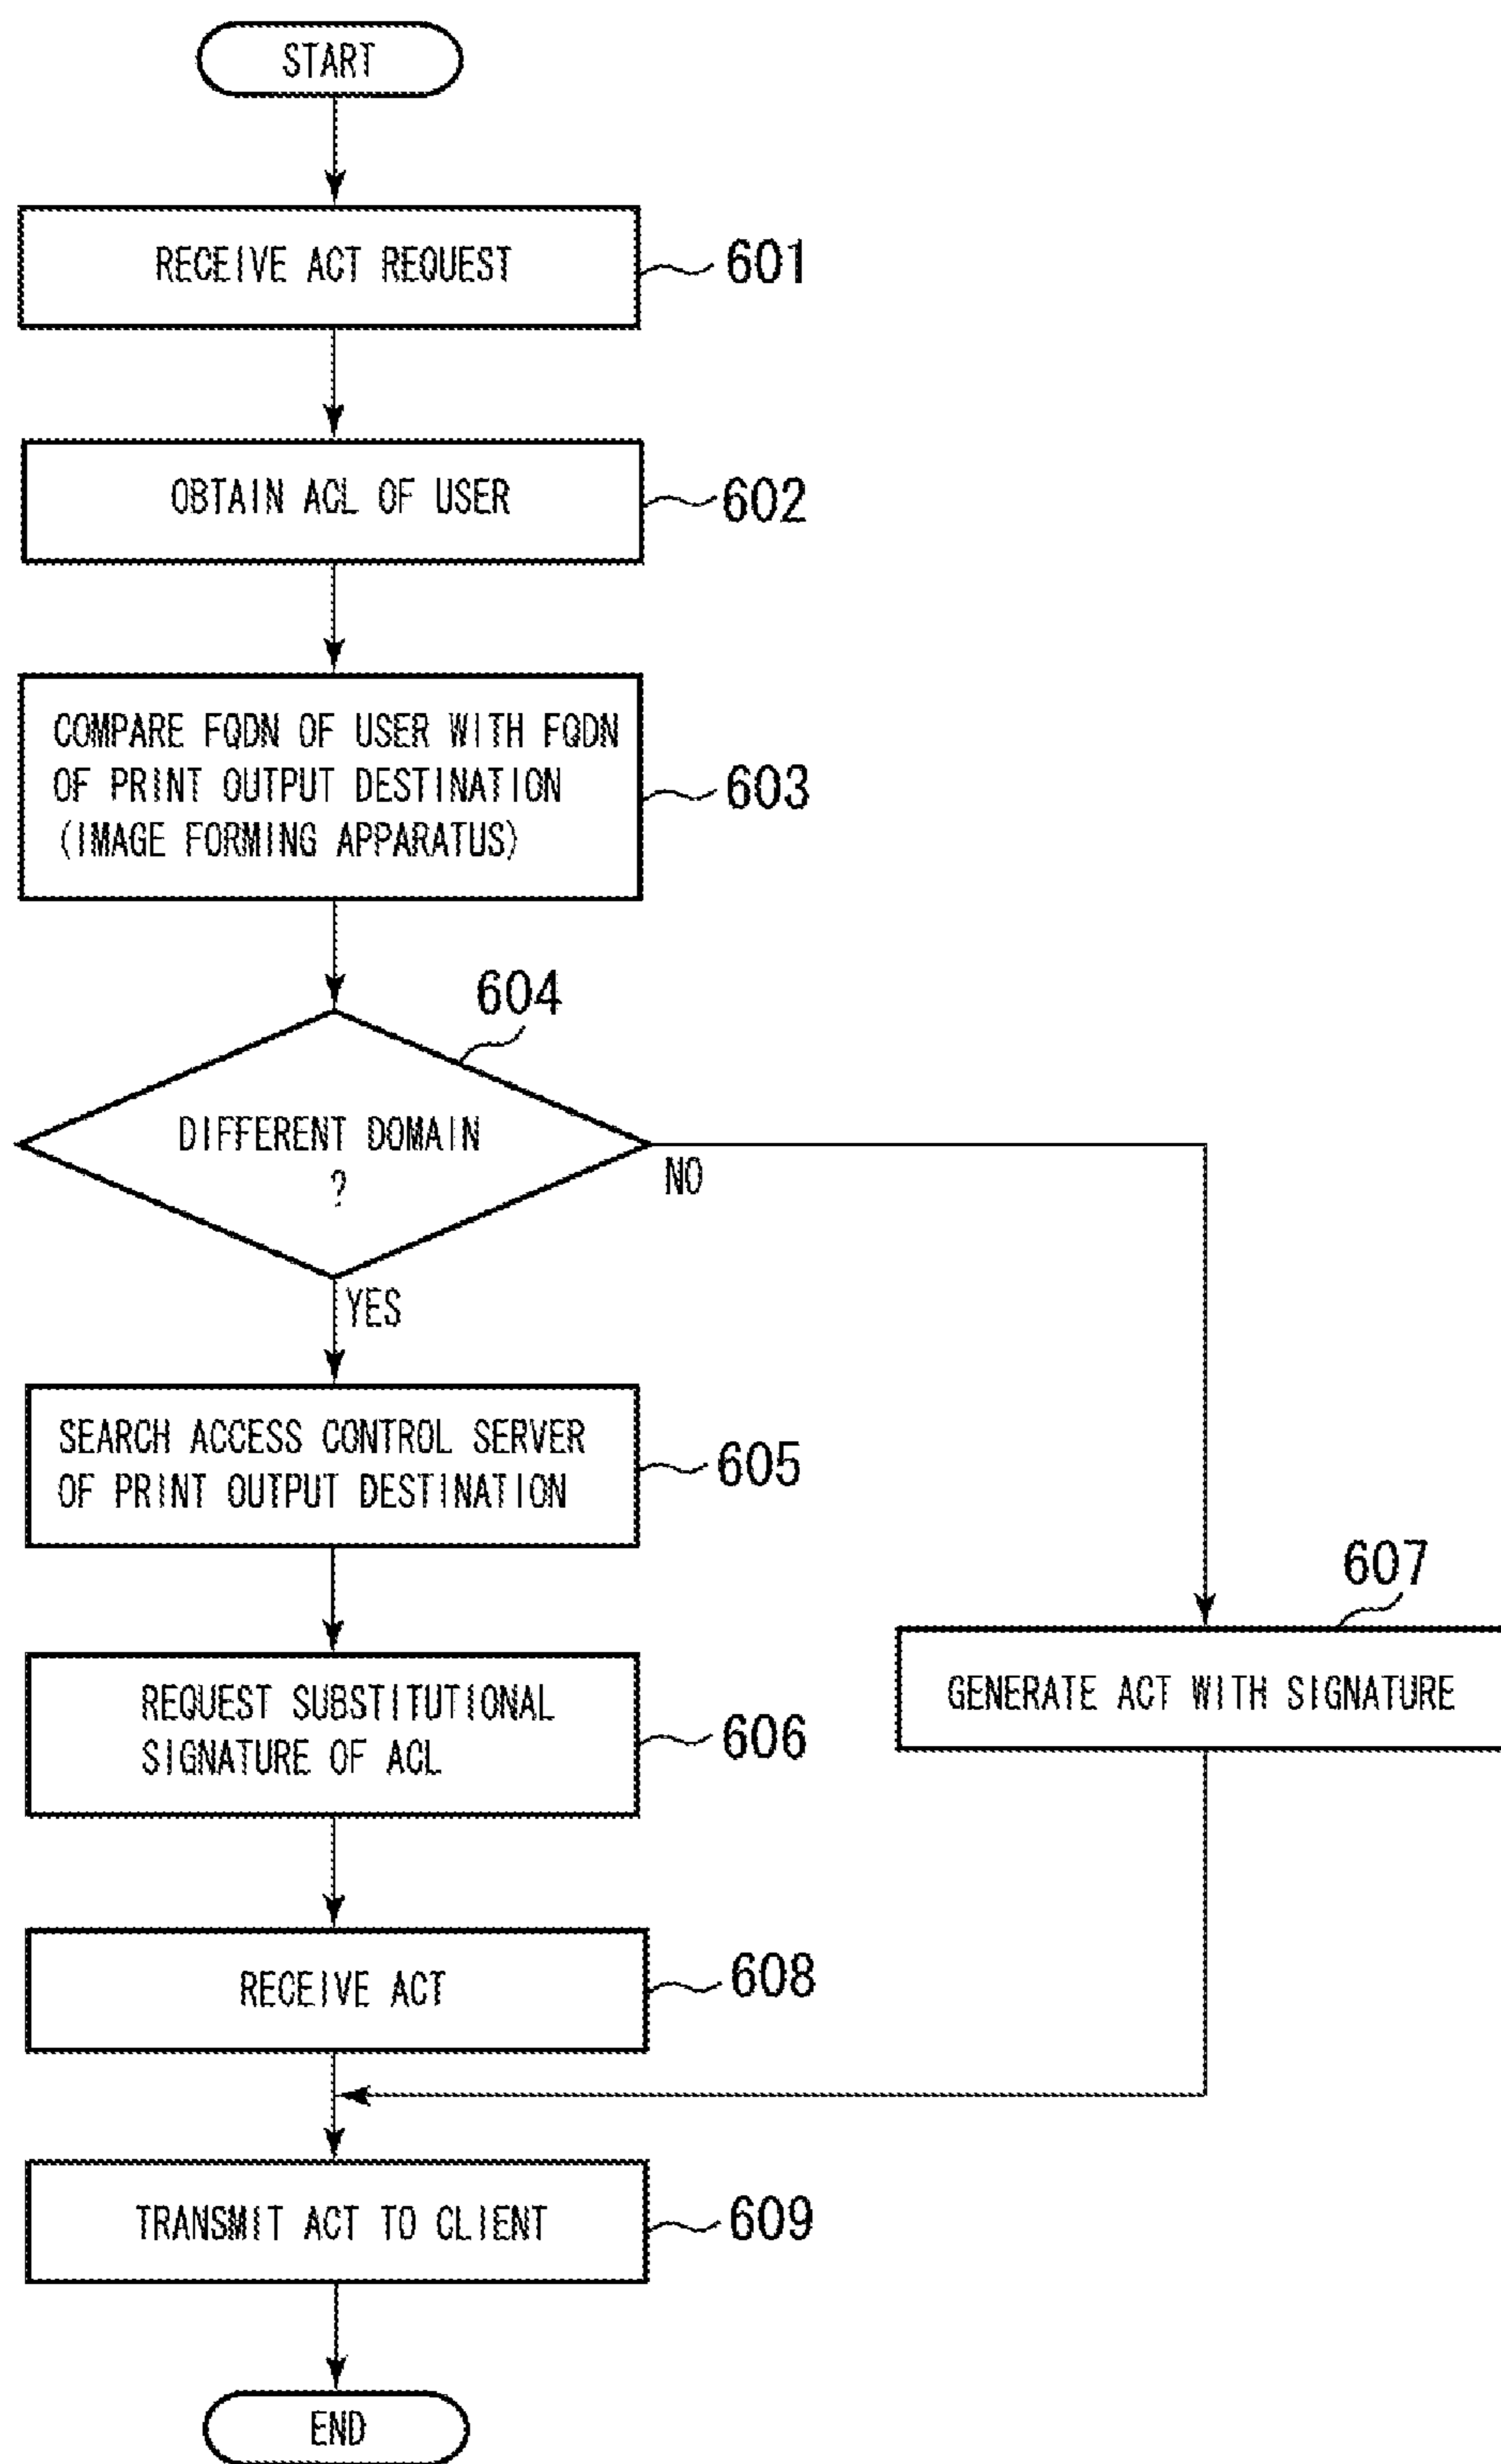 START
RECEIVE ACT REQUEST
601
OBTAIN ACL OF USER
602
COMPARE FQDN OF USER WITH FQDN
OF PRINT OUTPUT DESTINATION
(IMAGE FORMING APPARATUS)
603
604
DIFFERENT DOMAIN
?
NO
YES
SEARCH ACCESS CONTROL SERVER
OF PRINT OUTPUT DESTINATION
605
607
GENERATE ACT WITH SIGNATURE
REQUEST SUBSTITUTIONAL
SIGNATURE OF ACL
606
RECEIVE ACT
608
TRANSMIT ACT TO CLIENT
609
END